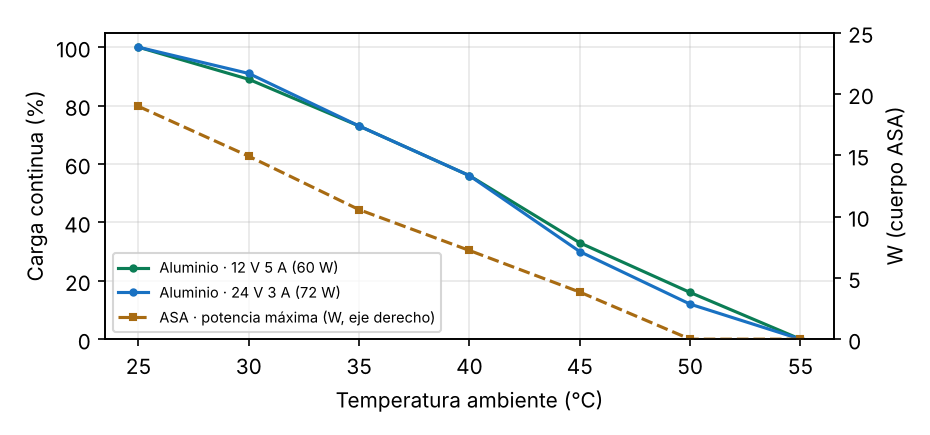 100
80
60
40
20
0
Carga continua (%)
25
20
15
10
5
0
W (cuerpo ASA)
Aluminio · 12 V 5 A (60 W)
Aluminio · 24 V 3 A (72 W)
ASA · potencia máxima (W, eje derecho)
25 30 35 40 45 50 55
Temperatura ambiente (°C)